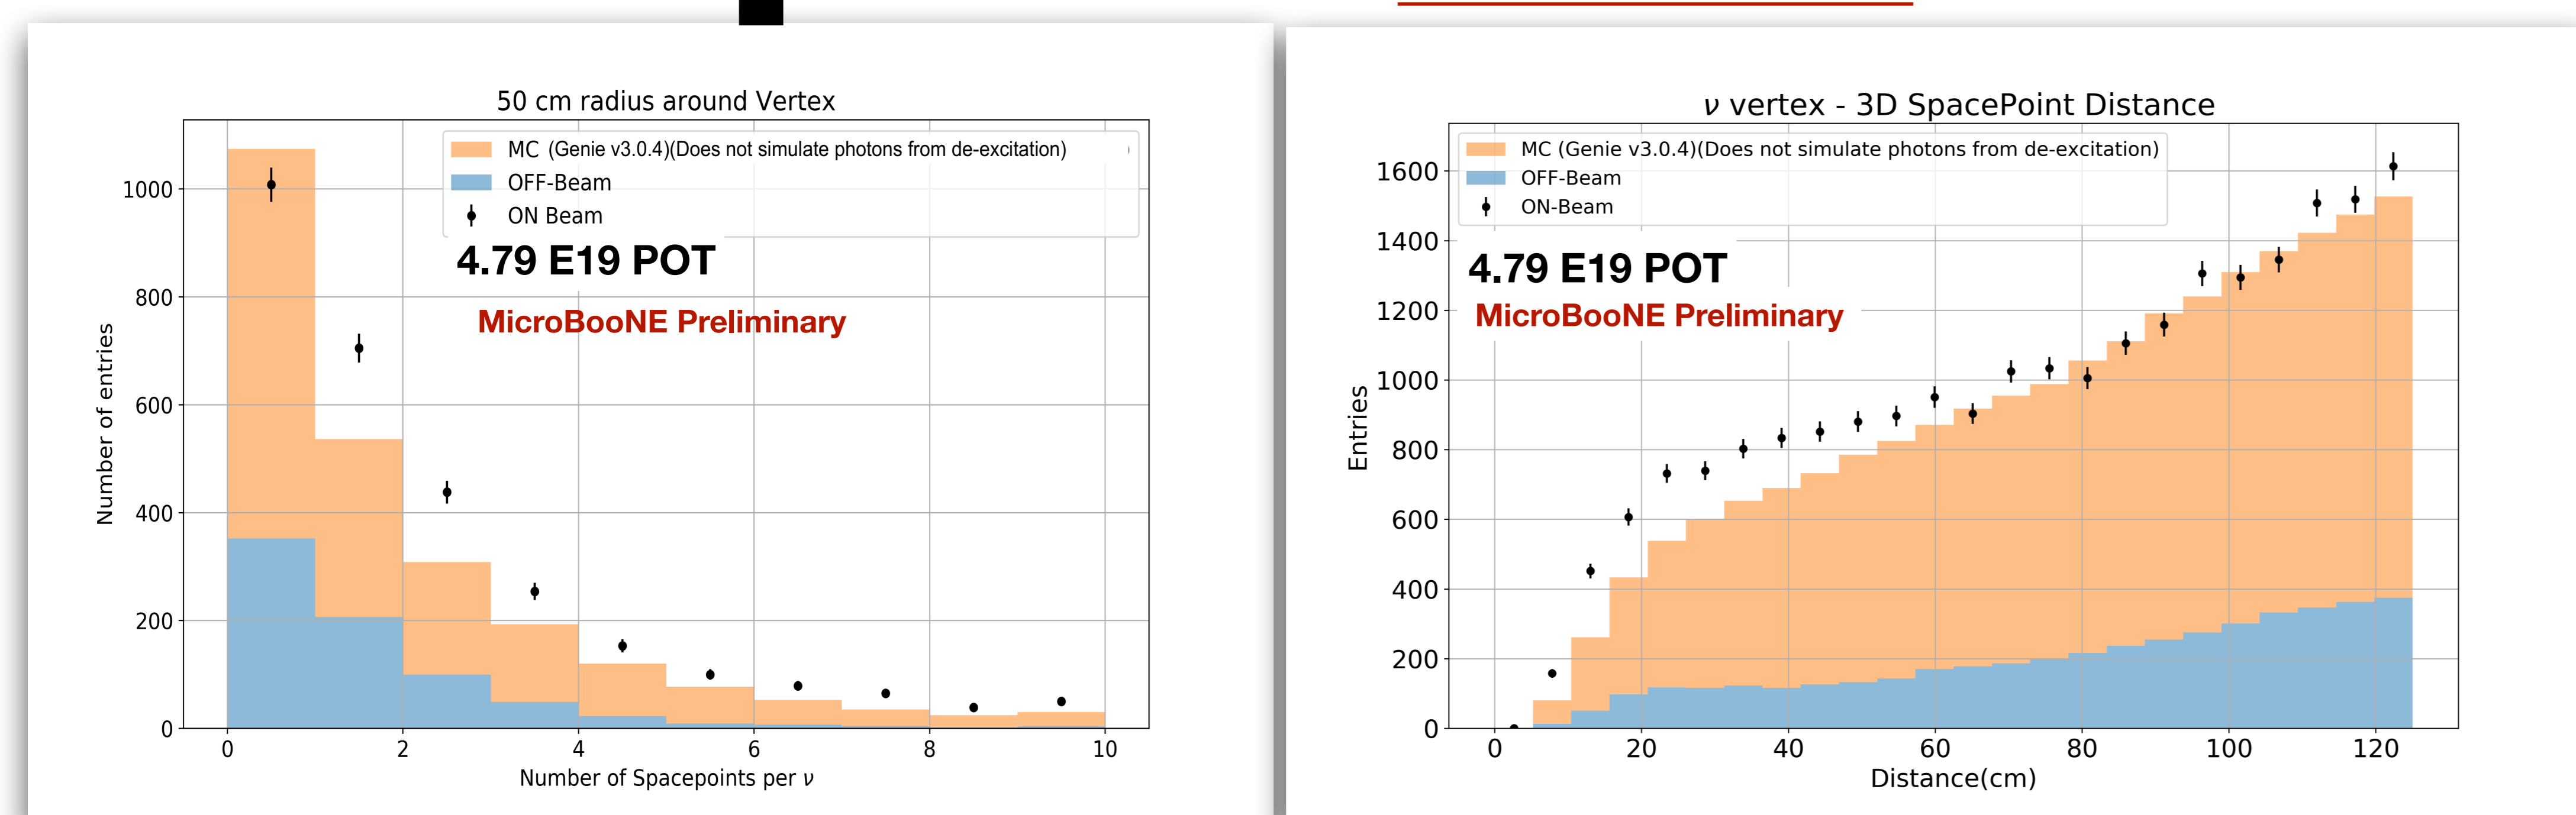 50 cm radius around Vertex
MC (Genie v3.0.4)(Does not simulate photons from de-excitation)
OFF-Beam
ON Beam
4.79 E19 POT
MicroBooNE Preliminary
Number of entries
1000
800
600
400
200
0
0 2 4 6 8 10
Number of Spacepoints per ν
ν vertex - 3D SpacePoint Distance
MC (Genie v3.0.4)(Does not simulate photons from de-excitation)
OFF-Beam
ON-Beam
4.79 E19 POT
MicroBooNE Preliminary
Entries
1600
1400
1200
1000
800
600
400
200
0
0 20 40 60 80 100 120
Distance(cm)